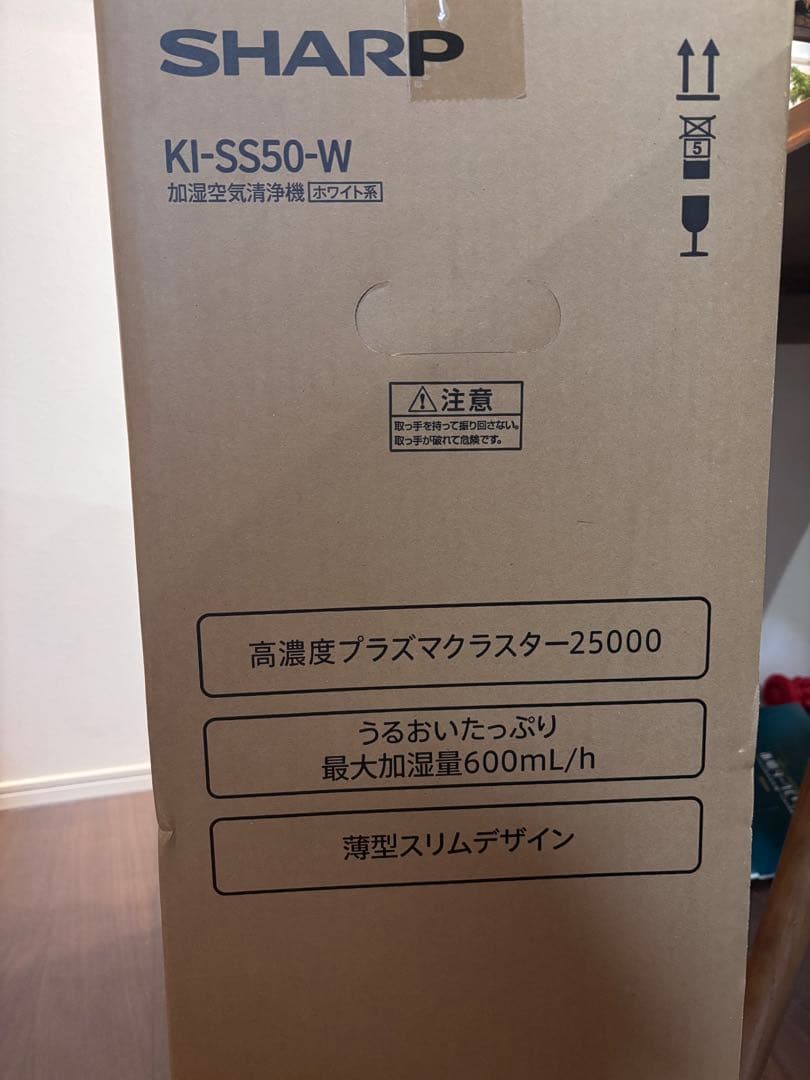 SHARP
KI-SS50-W
加湿空気清浄機 ホワイト系
5
注意
取っ手を持って振り回さない。
取っ手が破れて危険です。
高濃度プラズマクラスター25000
うるおいたっぷり
最大加湿量600mL/h
薄型スリムデザイン